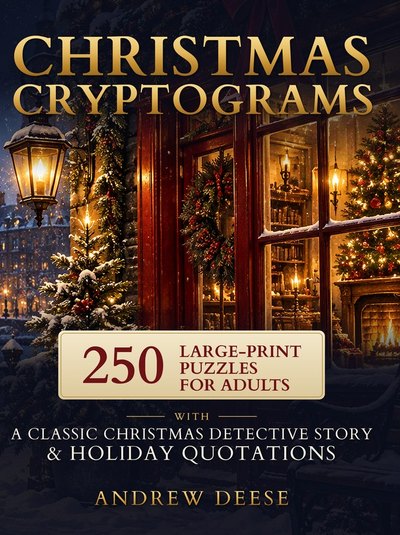 CHRISTMAS
CRYPTOGRAMS
250
LARGE-PRINT
PUZZLES
FOR ADULTS
WITH
A CLASSIC CHRISTMAS DETECTIVE STORY
& HOLIDAY QUOTATIONS
ANDREW DEESE